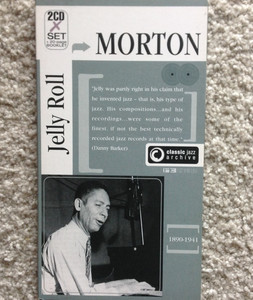 2CD
SET
BOOKLET
MORTON
Jelly Roll
"Jelly was partly right in his claim that
he invented jazz – that is, his type of
jazz. His compositions...and his
recordings....were some of the
finest, if not the best technically
recorded jazz records at that time."
(Danny Barker)
classic jazz
archive
1890-1941